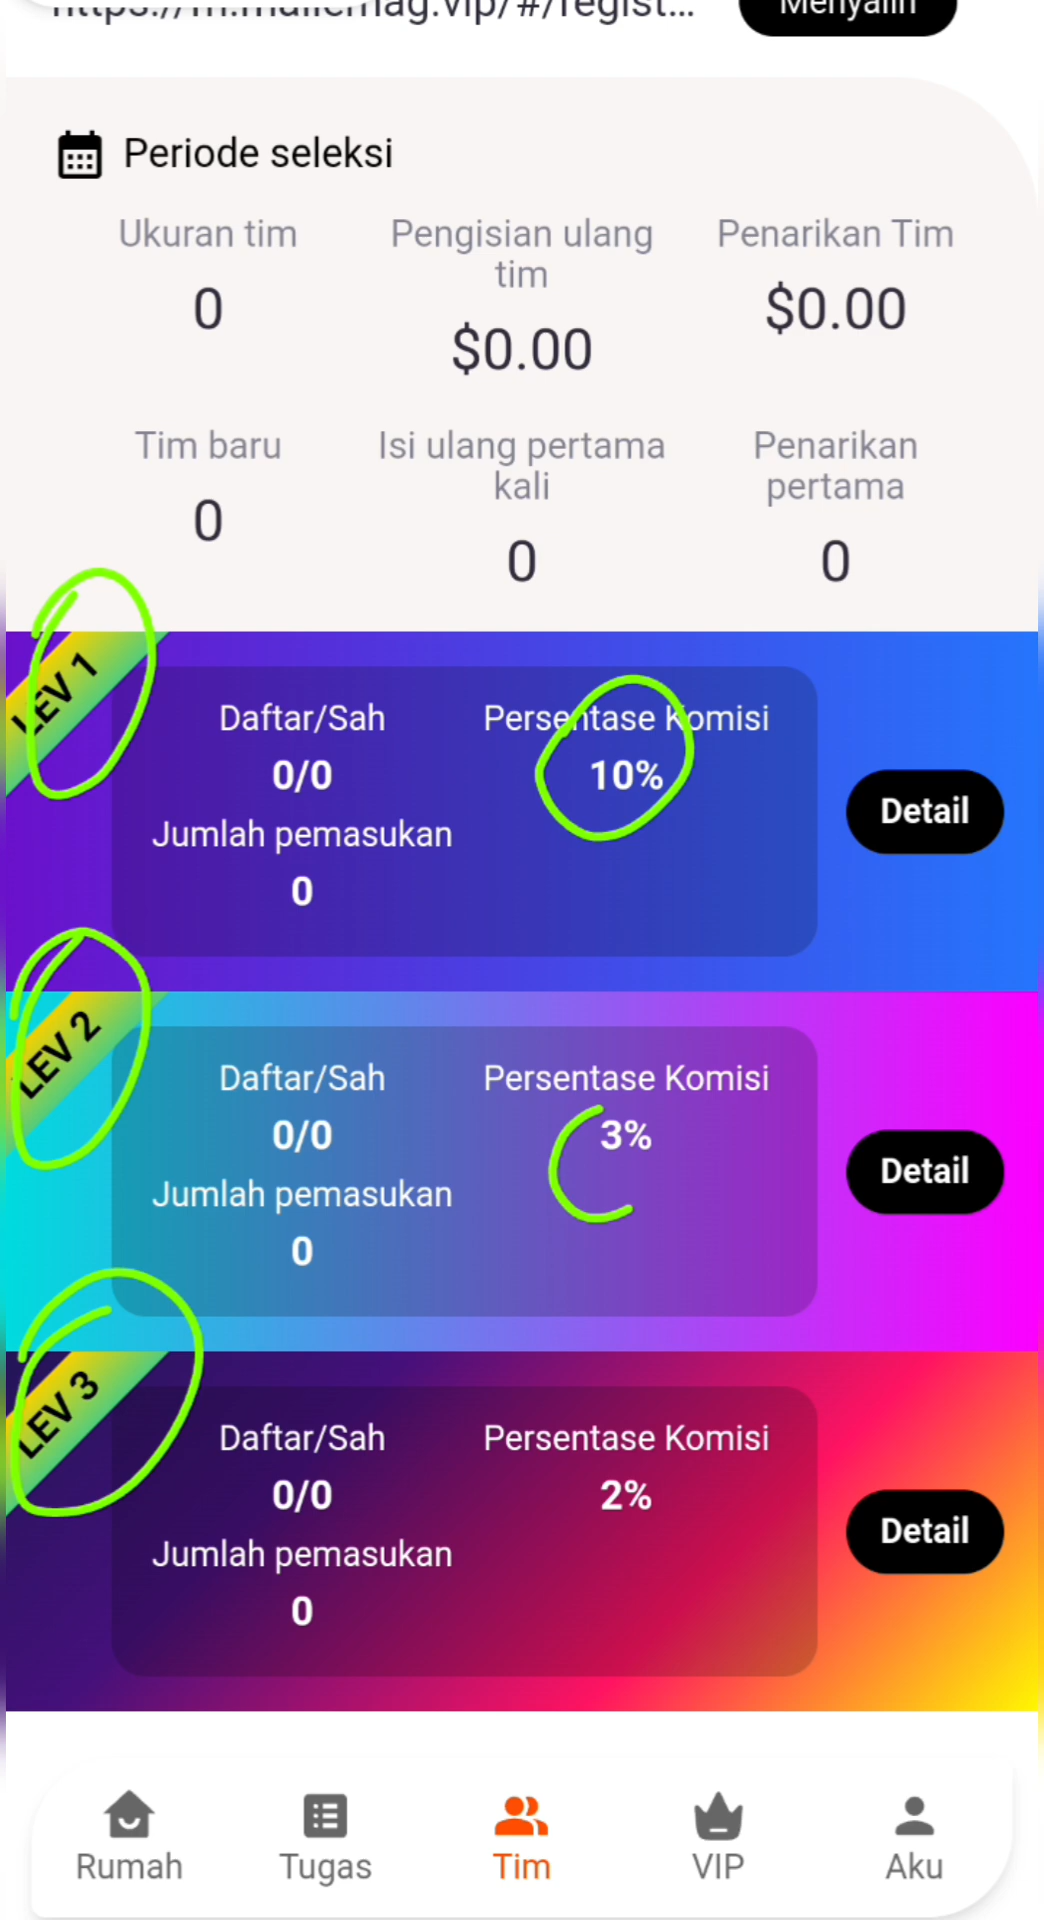 Menyalin
Periode seleksi
Ukuran tim
0
Pengisian ulang
tim
$0.00
Penarikan Tim
$0.00
Tim baru
0
Isi ulang pertama
kali
0
Penarikan
pertama
0
LEV 1
Daftar/Sah
0/0
Persentase Komisi
10%
Jumlah pemasukan
0
Detail
LEV 2
Daftar/Sah
0/0
Persentase Komisi
3%
Jumlah pemasukan
0
Detail
LEV 3
Daftar/Sah
0/0
Persentase Komisi
2%
Jumlah pemasukan
0
Detail
Rumah
Tugas
Tim
VIP
Aku